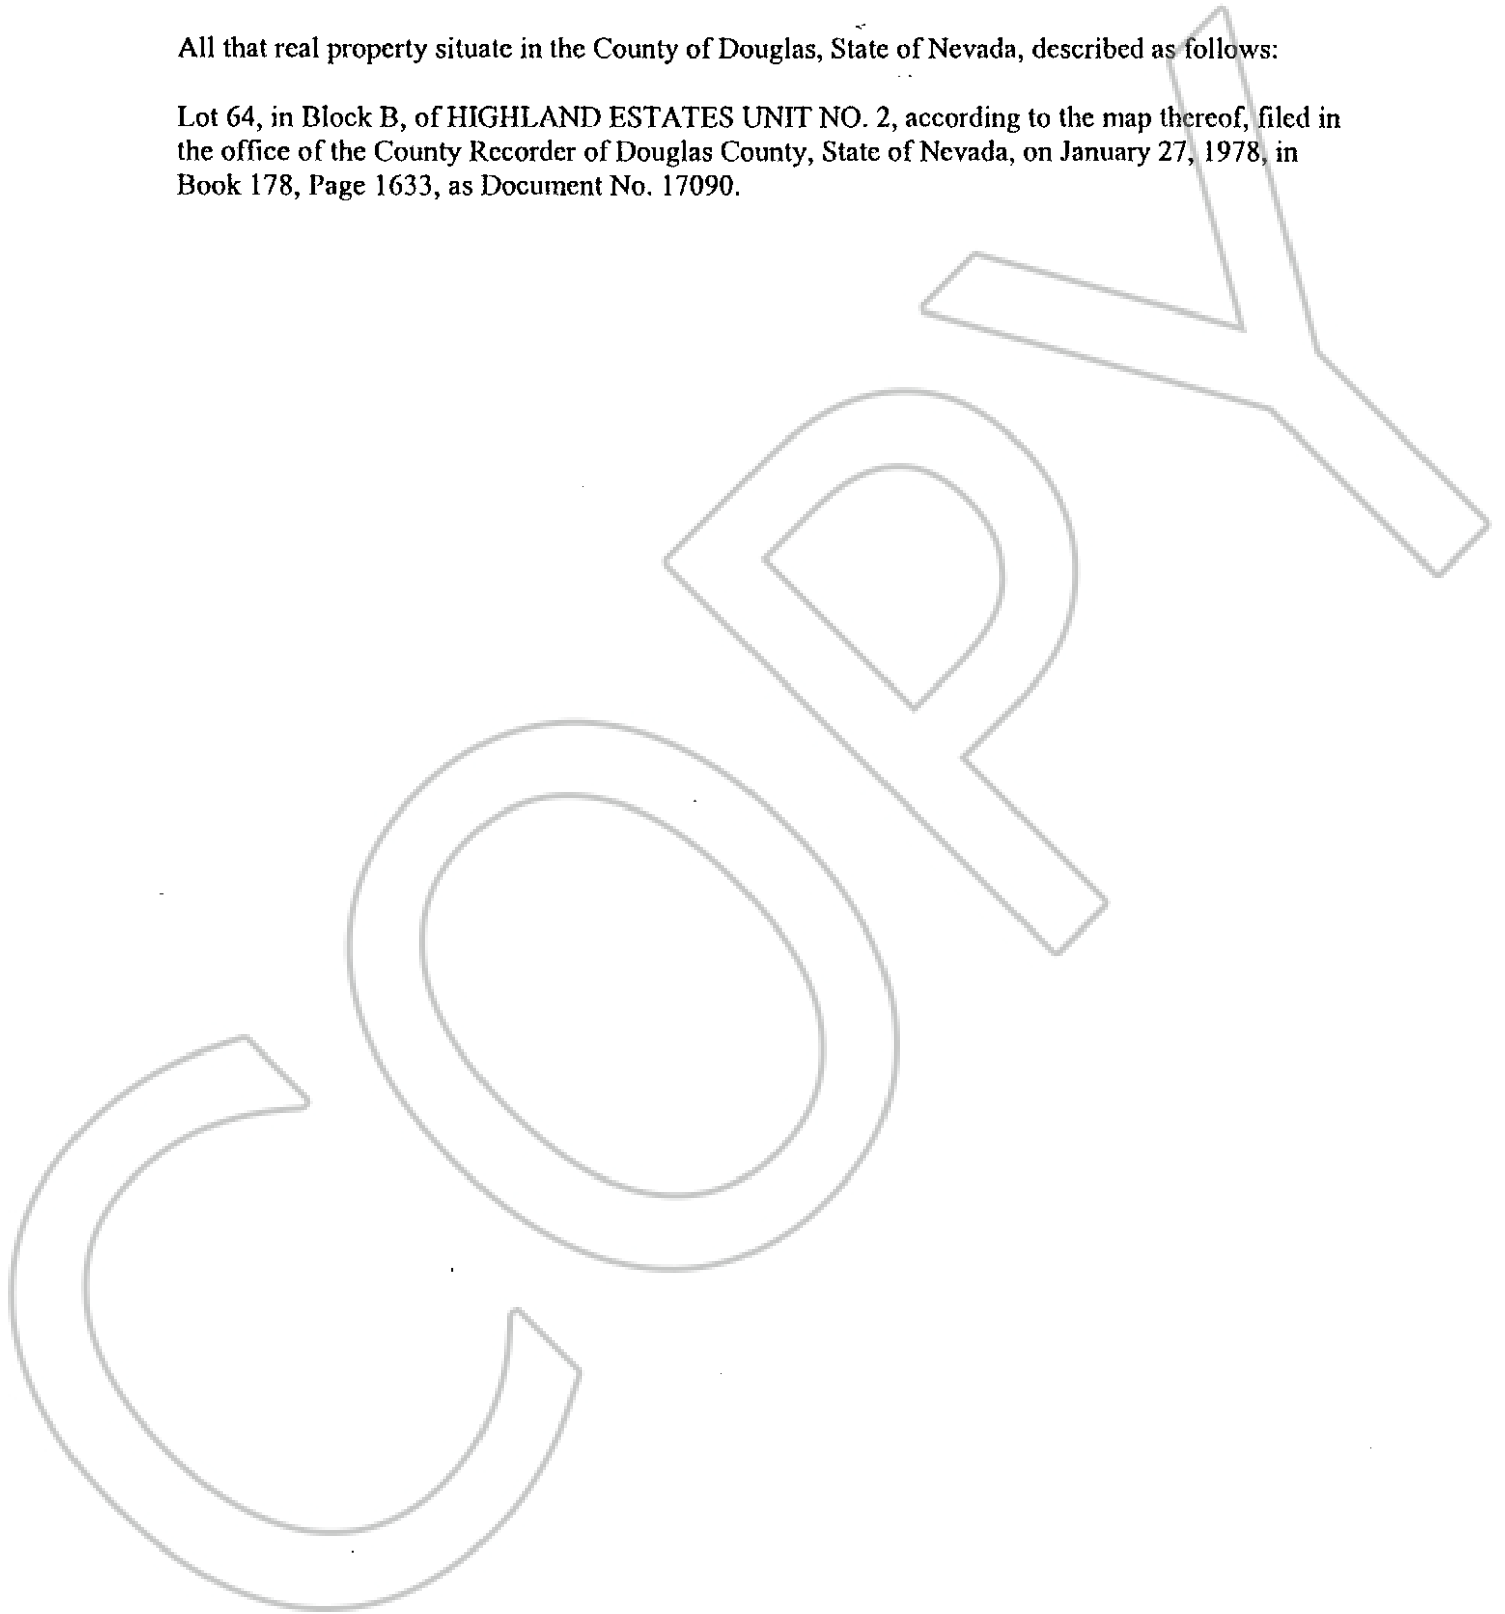 All that real property situate in the County of Douglas, State of Nevada, described as follows:
Lot 64, in Block B, of HIGHLAND ESTATES UNIT NO. 2, according to the map thereof, filed in
the office of the County Recorder of Douglas County, State of Nevada, on January 27, 1978, in
Book 178, Page 1633, as Document No. 17090.
COPY